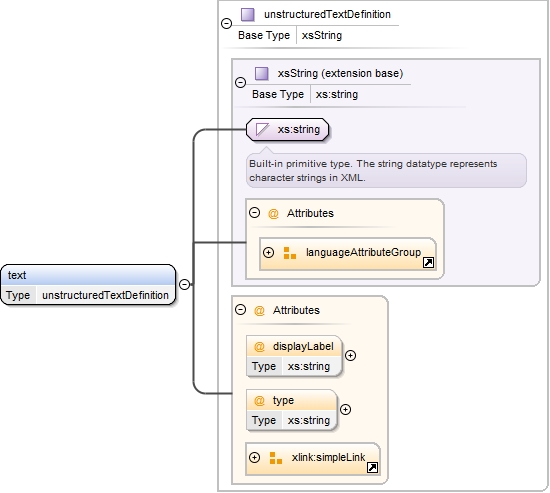 unstructuredTextDefinition
Base Type xsString
xsString (extension base)
Base Type xs:string
xs:string
Built-in primitive type. The string datatype represents
character strings in XML.
@ Attributes
languageAttributeGroup
text
Type unstructuredTextDefinition
@ Attributes
@ displayLabel
Type xs:string
@ type
Type xs:string
xlink:simpleLink